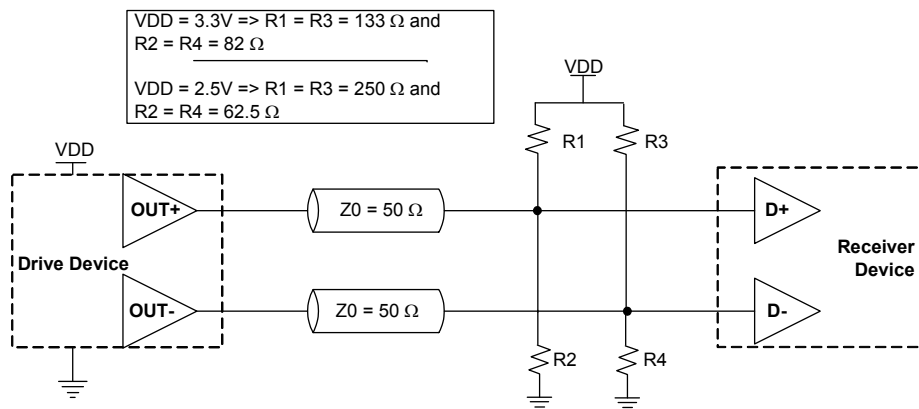 VDD = 3.3V => R1 = R3 = 133 Ω and
R2 = R4 = 82 Ω
VDD = 2.5V => R1 = R3 = 250 Ω and
R2 = R4 = 62.5 Ω
VDD
R1
R3
VDD
OUT+
Z0 = 50 Ω
D+
Drive Device
Receiver
Device
OUT-
Z0 = 50 Ω
D-
R2
R4